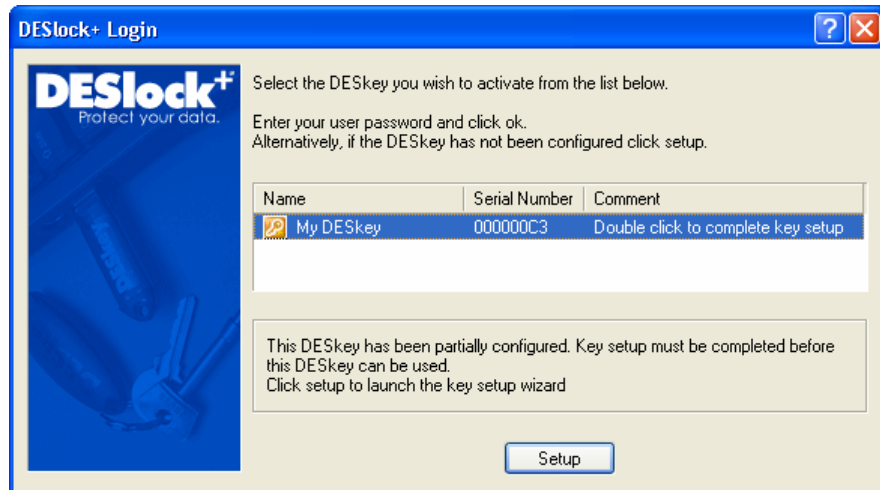 DESlock+ Login
DESlock+
Protect your data.
Select the DESkey you wish to activate from the list below.
Enter your user password and click ok.
Alternatively, if the DESkey has not been configured click setup.
Name Serial Number Comment
My DESkey 000000C3 Double click to complete key setup
This DESkey has been partially configured. Key setup must be completed before
this DESkey can be used.
Click setup to launch the key setup wizard
Setup